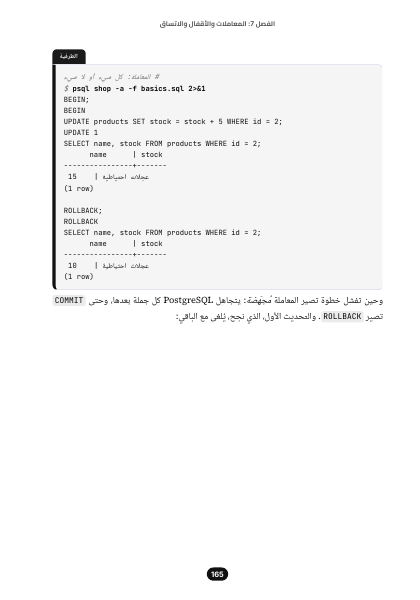 الفصل 7: المعاملات والأقفال والاتساق
الطرفية
# المعاملة: كل شيء أو لا شيء
$ psql shop -a -f basics.sql 2>&1
BEGIN;
BEGIN
UPDATE products SET stock = stock + 5 WHERE id = 2;
UPDATE 1
SELECT name, stock FROM products WHERE id = 2;
      name      | stock
----------------+-------
 عجلات احتياطية |    15
(1 row)
ROLLBACK;
ROLLBACK
SELECT name, stock FROM products WHERE id = 2;
      name      | stock
----------------+-------
 عجلات احتياطية |    10
(1 row)
وحين تفشل خطوة تصير المعاملة مُجهَضة: يتجاهل PostgreSQL كل جملة بعدها، وحتى COMMIT
تصير ROLLBACK. والتحديث الأول، الذي نجح، يُلغى مع الباقي:
165